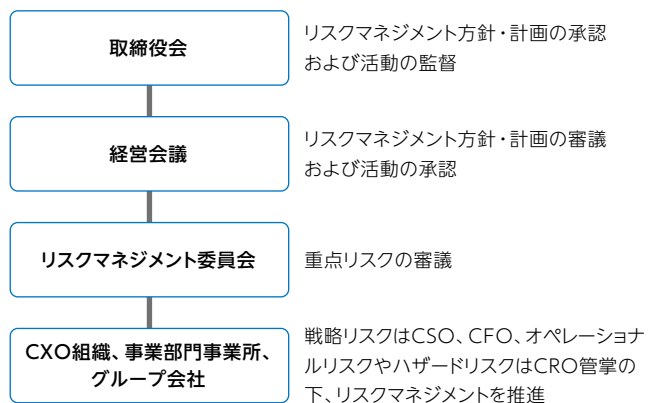 取締役会
リスクマネジメント方針・計画の承認
および活動の監督
経営会議
リスクマネジメント方針・計画の審議
および活動の承認
リスクマネジメント委員会
重点リスクの審議
CXO組織、事業部門事業所、
グループ会社
戦略リスクはCSO、CFO、オペレーショナ
ルリスクやハザードリスクはCRO管掌の
下、リスクマネジメントを推進